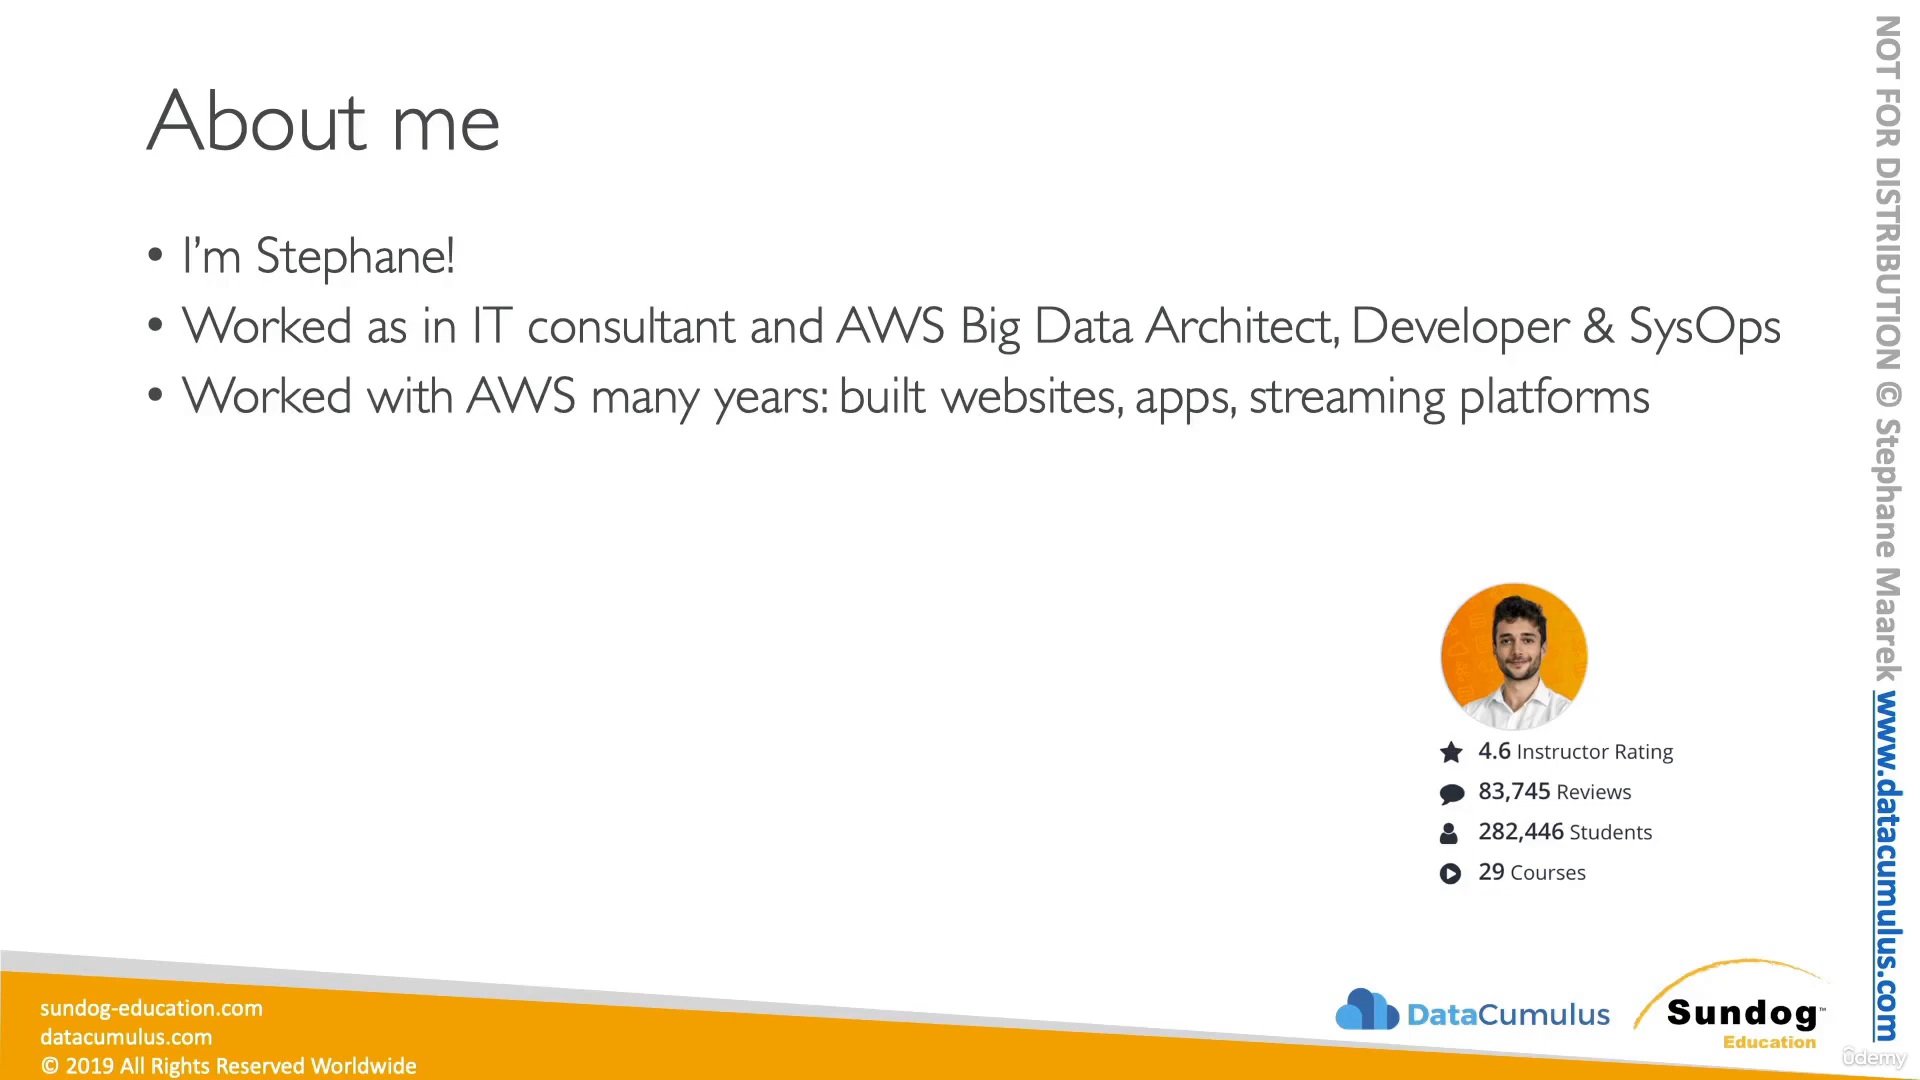 About me
• I'm Stephane!
• Worked as in IT consultant and AWS Big Data Architect, Developer & SysOps
• Worked with AWS many years: built websites, apps, streaming platforms
4.6 Instructor Rating
83,745 Reviews
282,446 Students
29 Courses
sundog-education.com
datacumulus.com
© 2019 All Rights Reserved Worldwide
DataCumulus
Sundog™
Education
NOT FOR DISTRIBUTION © Stephane Maarek www.datacumulus.com
ûdemy